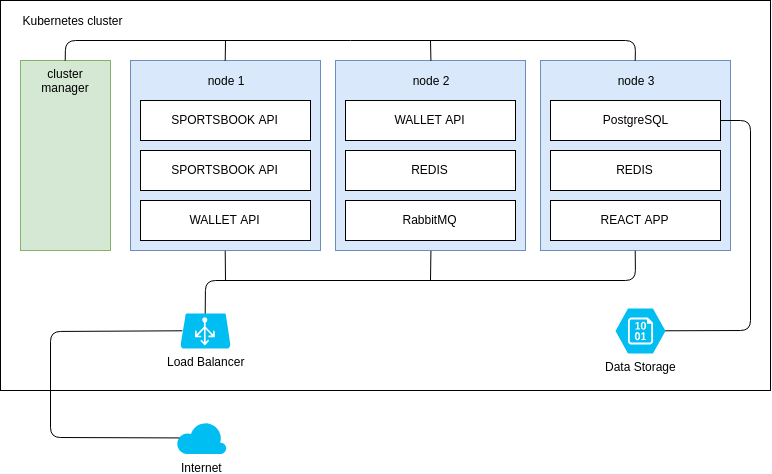 Kubernetes cluster
cluster
manager
node 1
SPORTSBOOK API
SPORTSBOOK API
WALLET API
node 2
WALLET API
REDIS
RabbitMQ
node 3
PostgreSQL
REDIS
REACT APP
Load Balancer
10
01
Data Storage
Internet